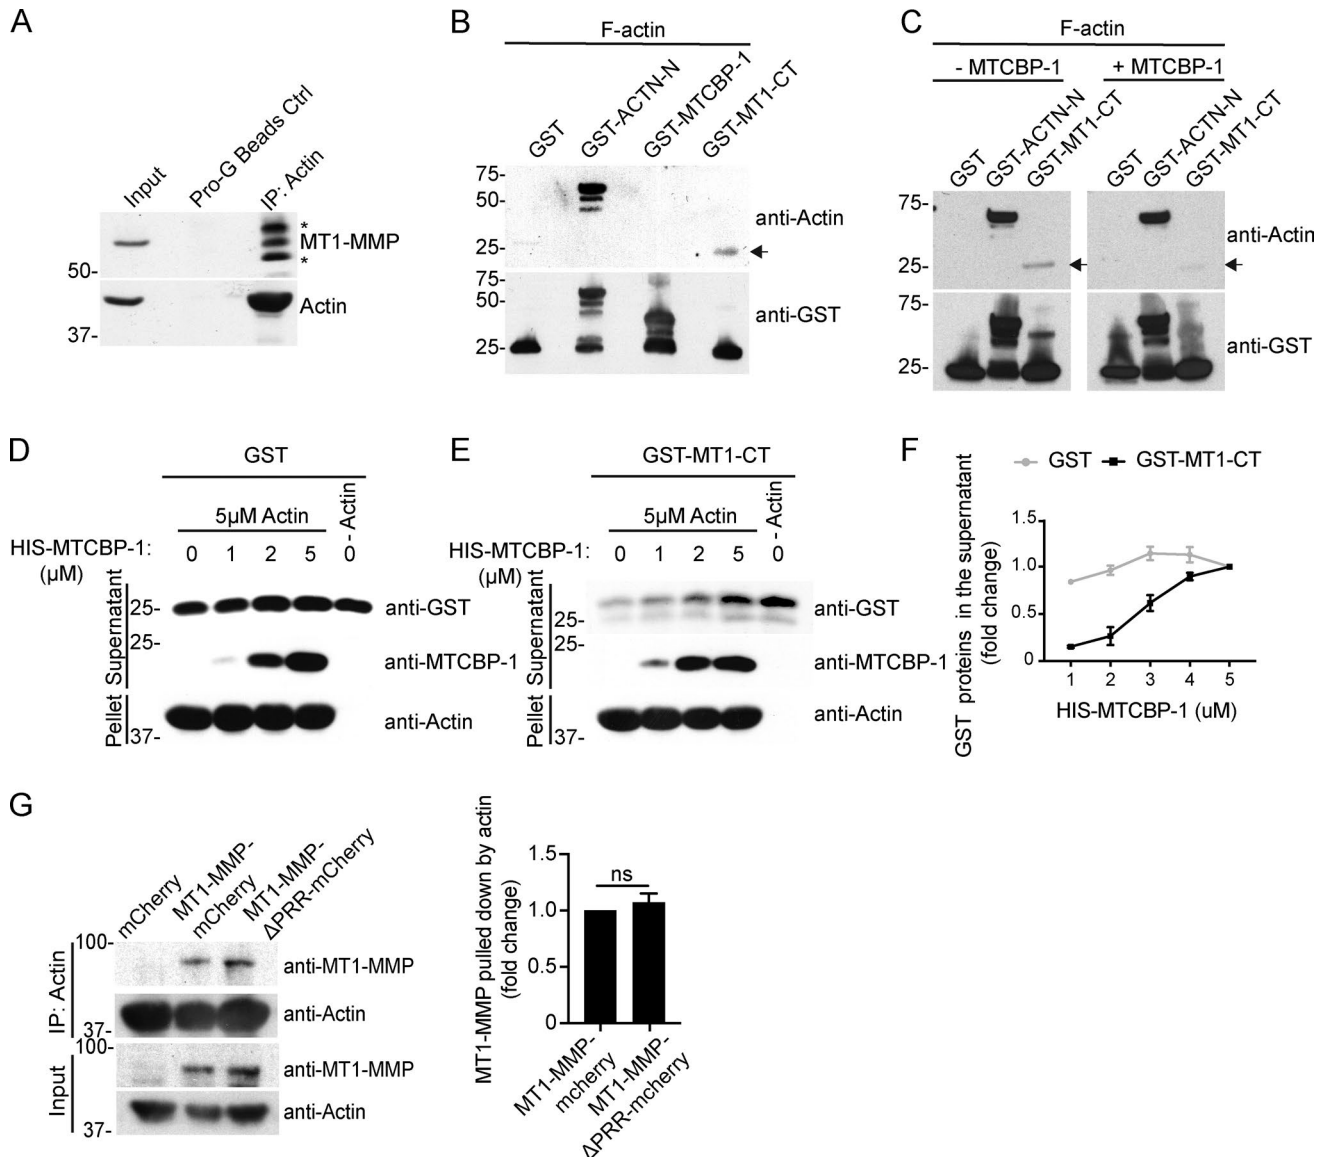 A
Input
Pro-G Beads Ctrl
IP: Actin
*
MT1-MMP
*
50-
Actin
37-
B
F-actin
GST
GST-ACTN-N
GST-MTCBP-1
GST-MT1-CT
75-
50-
anti-Actin
25-
75-
50-
anti-GST
25-
C
F-actin
- MTCBP-1
+ MTCBP-1
GST
GST-ACTN-N
GST-MT1-CT
GST
GST-ACTN-N
GST-MT1-CT
75-
anti-Actin
25-
75-
anti-GST
25-
D
GST
5µM Actin
- Actin
HIS-MTCBP-1:
(µM)
0 1 2 5 0
Supernatant
25-
anti-GST
25-
anti-MTCBP-1
Pellet
anti-Actin
37-
E
GST-MT1-CT
5µM Actin
- Actin
HIS-MTCBP-1:
(µM)
0 1 2 5 0
Supernatant
anti-GST
25-
25-
anti-MTCBP-1
Pellet
anti-Actin
37-
F
GST
GST-MT1-CT
GST proteins in the supernatant
(fold change)
1.5
1.0
0.5
0
1 2 3 4 5
HIS-MTCBP-1 (uM)
G
mCherry
MT1-MMP-
mCherry
MT1-MMP-
ΔPRR-mCherry
IP: Actin
100-
anti-MT1-MMP
anti-Actin
37-
Input
100-
anti-MT1-MMP
anti-Actin
37-
MT1-MMP pulled down by actin
(fold change)
1.5
ns
1.0
0.5
0
MT1-MMP-
mcherry
MT1-MMP-
ΔPRR-mcherry